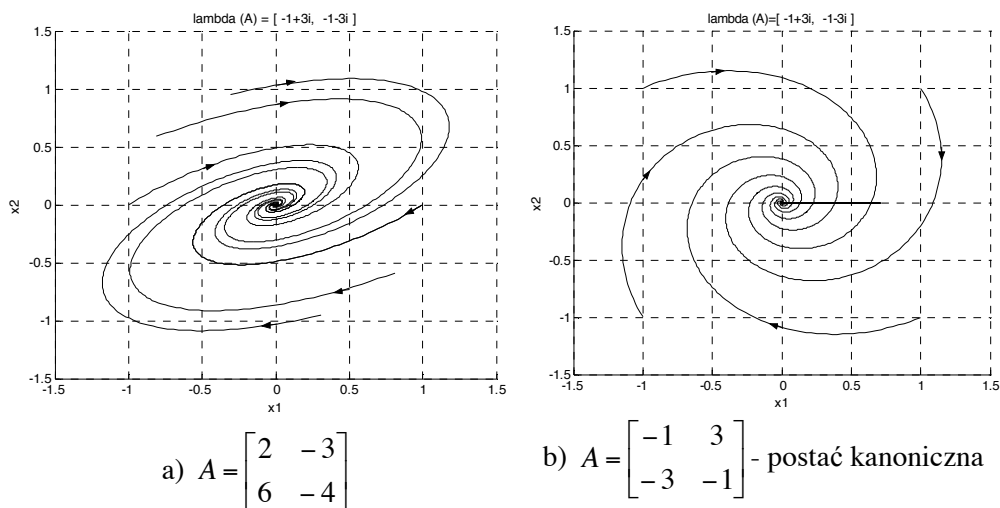 lambda (A) = [ -1+3i, -1-3i ]
1.5
1
0.5
0
-0.5
-1
-1.5
x2
-1.5 -1 -0.5 0 0.5 1 1.5
x1
a) A = [2 -3
6 -4]
lambda (A)=[ -1+3i, -1-3i ]
1.5
1
0.5
0
-0.5
-1
-1.5
x2
-1.5 -1 -0.5 0 0.5 1 1.5
x1
b) A = [-1 3
-3 -1] - postać kanoniczna